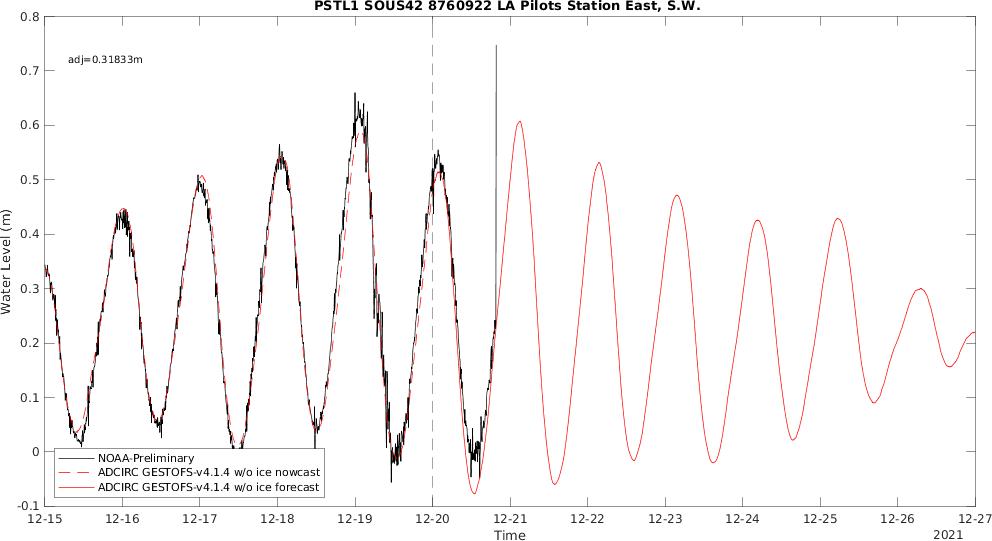 PSTL1 SOUS42 8760922 LA Pilots Station East, S.W.
adj=0.31833m
0.8
0.7
0.6
0.5
0.4
0.3
0.2
0.1
0
-0.1
Water Level (m)
NOAA-Preliminary
ADCIRC GESTOFS-v4.1.4 w/o ice nowcast
ADCIRC GESTOFS-v4.1.4 w/o ice forecast
12-15 12-16 12-17 12-18 12-19 12-20 12-21 12-22 12-23 12-24 12-25 12-26 12-27
Time
2021